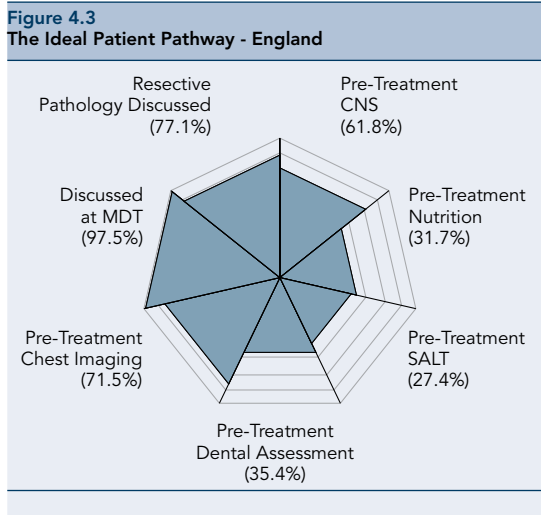 Figure 4.3
The Ideal Patient Pathway - England
Resective
Pathology Discussed
(77.1%)
Pre-Treatment
CNS
(61.8%)
Discussed
at MDT
(97.5%)
Pre-Treatment
Nutrition
(31.7%)
Pre-Treatment
Chest Imaging
(71.5%)
Pre-Treatment
SALT
(27.4%)
Pre-Treatment
Dental Assessment
(35.4%)